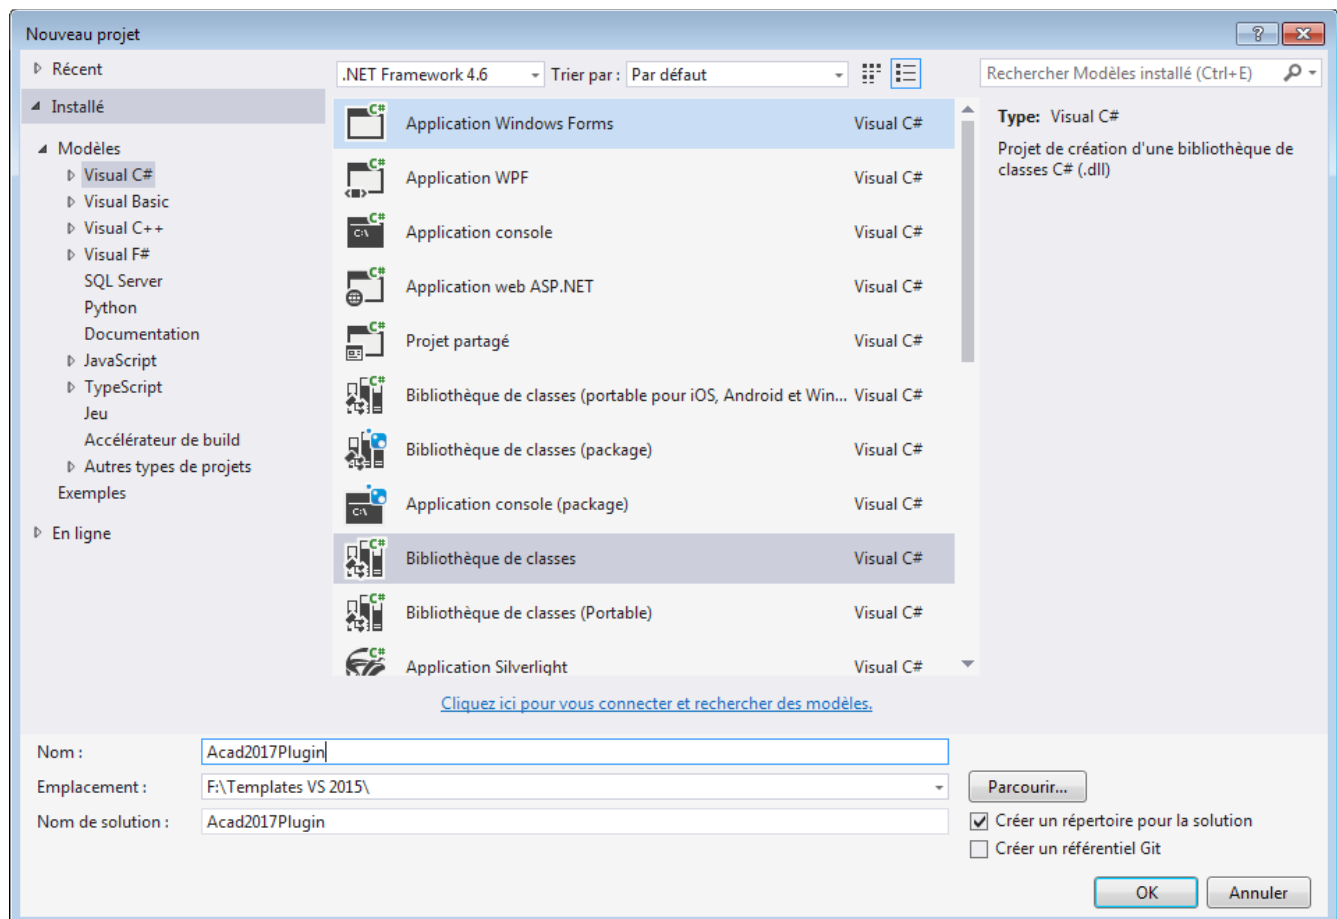 Nouveau projet
Récent
Installé
Modèles
Visual C#
Visual Basic
Visual C++
Visual F#
SQL Server
Python
Documentation
JavaScript
TypeScript
Jeu
Accélérateur de build
Autres types de projets
Exemples
En ligne
.NET Framework 4.6 Trier par : Par défaut
Application Windows Forms Visual C#
Application WPF Visual C#
Application console Visual C#
Application web ASP.NET Visual C#
Projet partagé Visual C#
Bibliothèque de classes (portable pour iOS, Android et Win... Visual C#
Bibliothèque de classes (package) Visual C#
Application console (package) Visual C#
Bibliothèque de classes Visual C#
Bibliothèque de classes (Portable) Visual C#
Application Silverlight Visual C#
Cliquez ici pour vous connecter et rechercher des modèles.
Rechercher Modèles installé (Ctrl+E)
Type: Visual C#
Projet de création d'une bibliothèque de
classes C# (.dll)
Nom : Acad2017Plugin
Emplacement : F:\Templates VS 2015\ Parcourir...
Nom de solution : Acad2017Plugin Créer un répertoire pour la solution
Créer un référentiel Git
OK Annuler